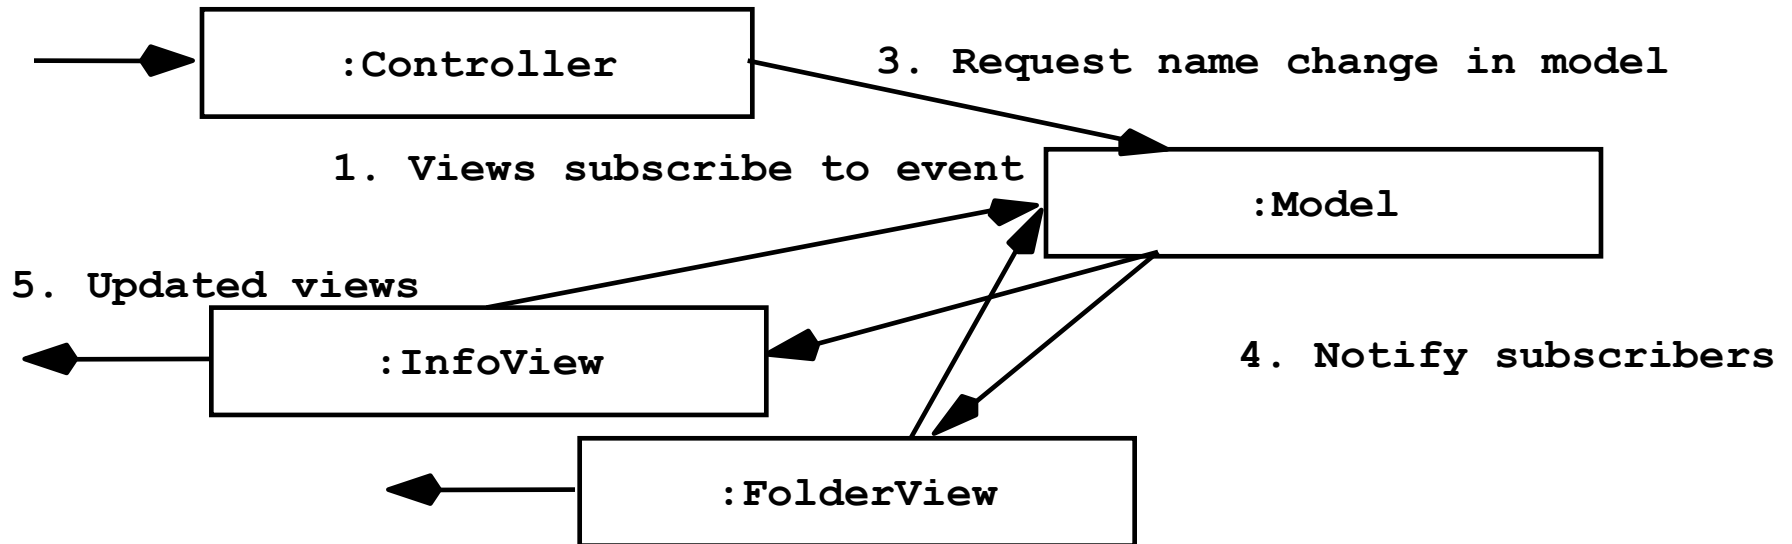 :Controller
3. Request name change in model
1. Views subscribe to event
:Model
5. Updated views
:InfoView
4. Notify subscribers
:FolderView